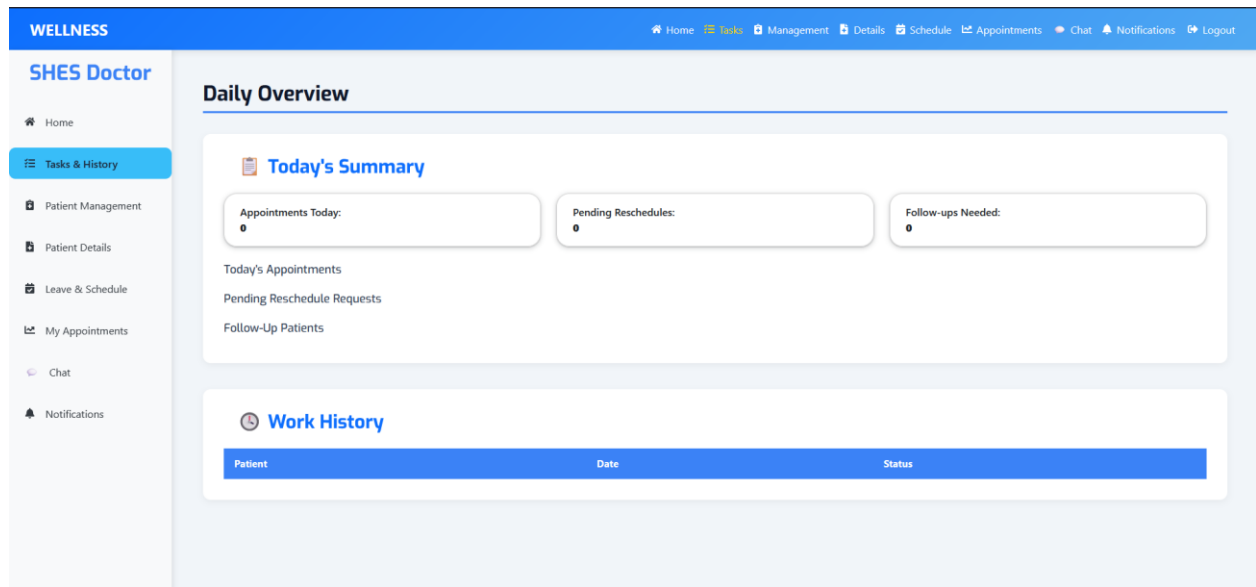 WELLNESS
Home Tasks Management Details Schedule Appointments Chat Notifications Logout
SHES Doctor
Home
Tasks & History
Patient Management
Patient Details
Leave & Schedule
My Appointments
Chat
Notifications
Daily Overview
Today's Summary
Appointments Today:
0
Pending Reschedules:
0
Follow-ups Needed:
0
Today's Appointments
Pending Reschedule Requests
Follow-Up Patients
Work History
Patient Date Status